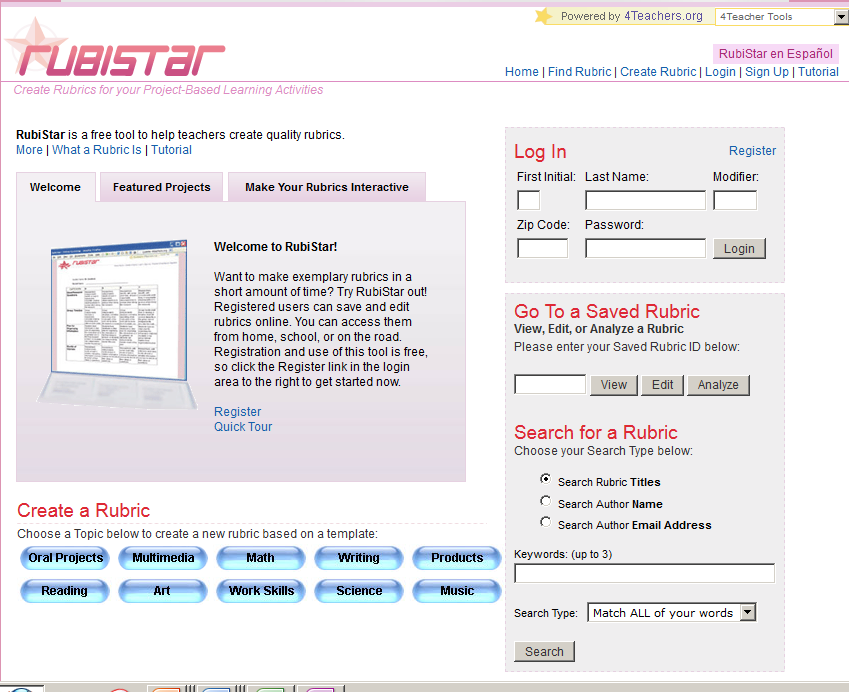 Powered by 4Teachers.org
4Teacher Tools
RUBISTAR
RubiStar en Español
Home | Find Rubric | Create Rubric | Login | Sign Up | Tutorial
Create Rubrics for your Project-Based Learning Activities
RubiStar is a free tool to help teachers create quality rubrics.
More | What a Rubric Is | Tutorial
Welcome
Featured Projects
Make Your Rubrics Interactive
RUBISTAR
Welcome to RubiStar!
Want to make exemplary rubrics in a
short amount of time? Try RubiStar out!
Registered users can save and edit
rubrics online. You can access them
from home, school, or on the road.
Registration and use of this tool is free,
so click the Register link in the login
area to the right to get started now.
Register
Quick Tour
Create a Rubric
Choose a Topic below to create a new rubric based on a template:
Oral Projects Multimedia Math Writing Products
Reading Art Work Skills Science Music
Log In
Register
First Initial: Last Name: Modifier:
Zip Code: Password:
Login
Go To a Saved Rubric
View, Edit, or Analyze a Rubric
Please enter your Saved Rubric ID below:
View Edit Analyze
Search for a Rubric
Choose your Search Type below:
Search Rubric Titles
Search Author Name
Search Author Email Address
Keywords: (up to 3)
Search Type: Match ALL of your words
Search